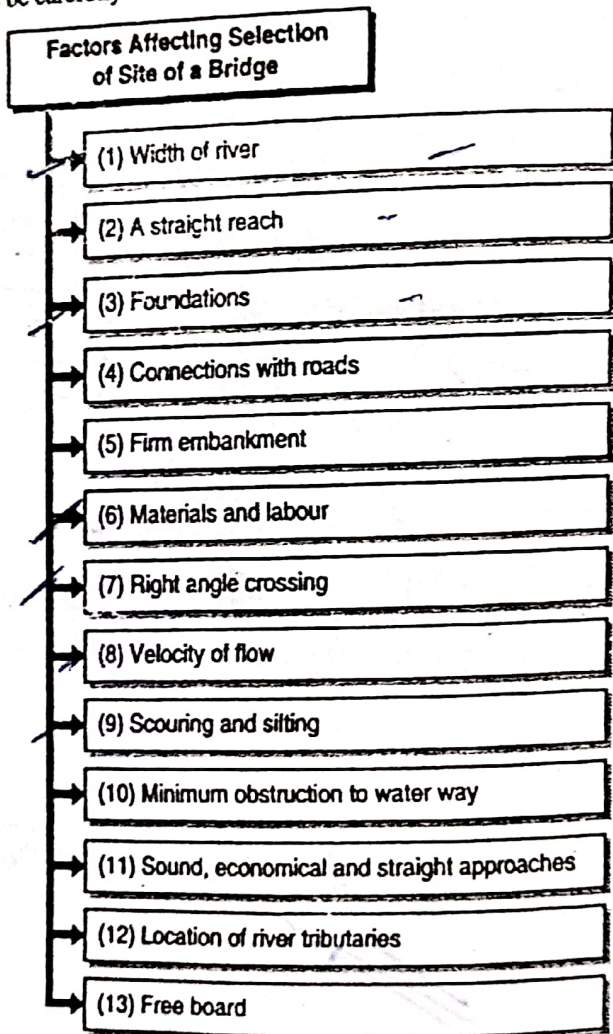 be carefully
Factors Affecting Selection
of Site of a Bridge
(1) Width of river
(2) A straight reach
(3) Foundations
(4) Connections with roads
(5) Firm embankment
(6) Materials and labour
(7) Right angle crossing
(8) Velocity of flow
(9) Scouring and silting
(10) Minimum obstruction to water way
(11) Sound, economical and straight approaches
(12) Location of river tributaries
(13) Free board